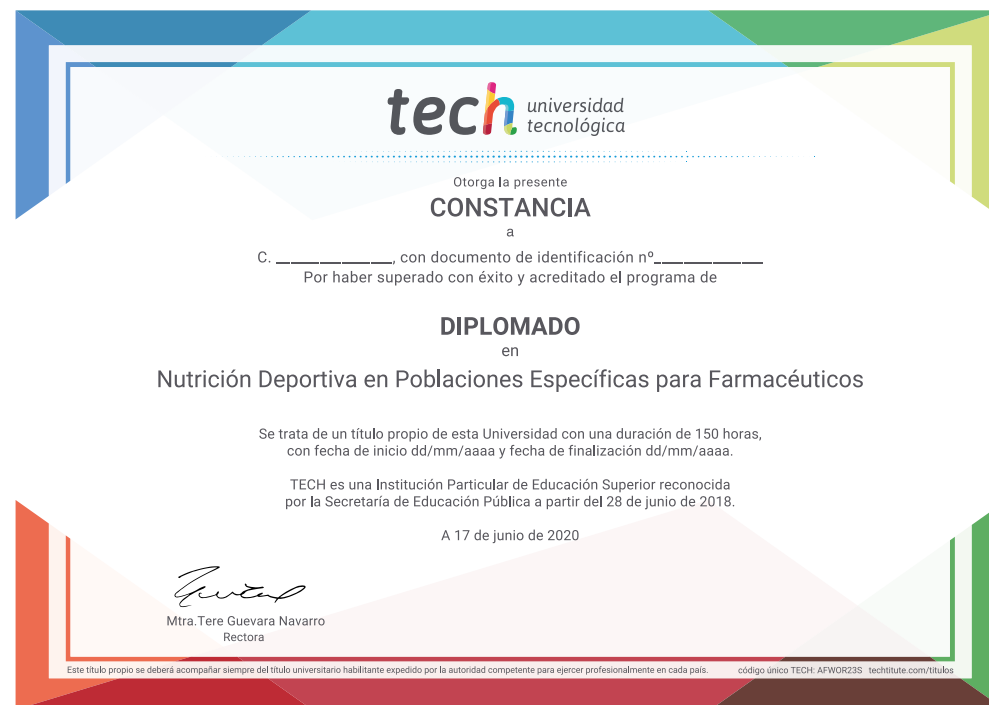 tech universidad
tecnológica
Otorga la presente
CONSTANCIA
a
C. ______________, con documento de identificación nº_____________
Por haber superado con éxito y acreditado el programa de
DIPLOMADO
en
Nutrición Deportiva en Poblaciones Específicas para Farmacéuticos
Se trata de un título propio de esta Universidad con una duración de 150 horas,
con fecha de inicio dd/mm/aaaa y fecha de finalización dd/mm/aaaa.
TECH es una Institución Particular de Educación Superior reconocida
por la Secretaría de Educación Pública a partir del 28 de junio de 2018.
A 17 de junio de 2020
Mtra.Tere Guevara Navarro
Rectora
Este título propio se deberá acompañar siempre del título universitario habilitante expedido por la autoridad competente para ejercer profesionalmente en cada país. código único TECH: AFWOR23S techtitute.com/titulos